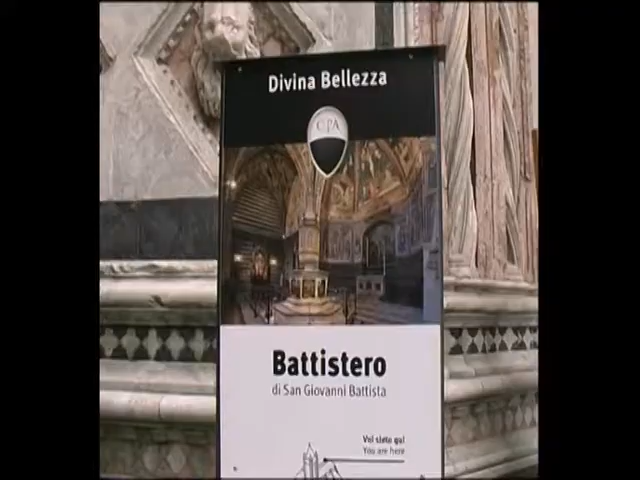 Divina Bellezza
OPA
Battistero
di San Giovanni Battista
Voi siete qui
You are here